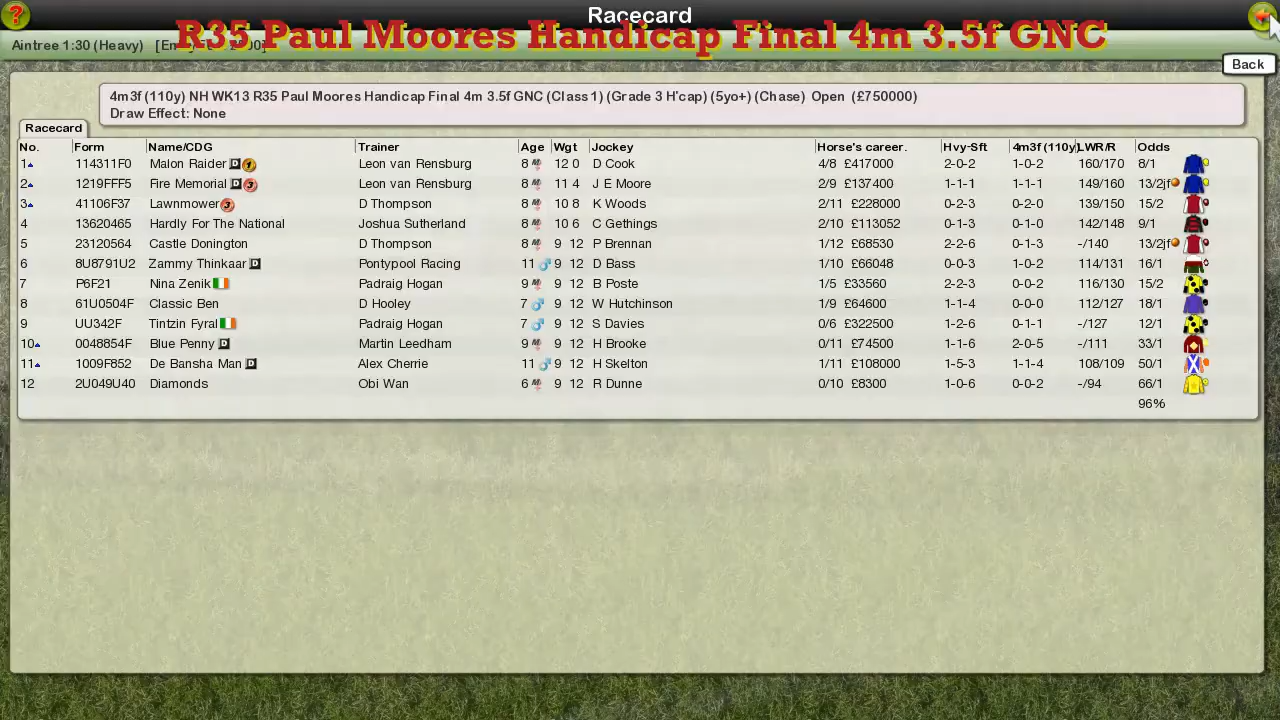 Racecard
R35 Paul Moores Handicap Final 4m 3.5f GNC
Aintree 1:30 (Heavy)
Back
4m3f (110y) NH WK13 R35 Paul Moores Handicap Final 4m 3.5f GNC (Class 1) (Grade 3 H'cap) (5yo+) (Chase) Open (£750000)
Draw Effect: None
Racecard
No. Form Name/CDG Trainer Age Wgt Jockey Horse's career. Hvy-Sft 4m3f (110y) LWR/R Odds
1 114311F0 Malon Raider D 1 Leon van Rensburg 8 12 0 D Cook 4/8 £417000 2-0-2 1-0-2 160/170 8/1
2 1219FFF5 Fire Memorial D 3 Leon van Rensburg 8 11 4 J E Moore 2/9 £137400 1-1-1 1-1-1 149/160 13/2jf
3 41106F37 Lawnmower 3 D Thompson 8 10 8 K Woods 2/11 £228000 0-2-3 0-2-0 139/150 15/2
4 13620465 Hardly For The National Joshua Sutherland 8 10 6 C Gethings 2/10 £113052 0-1-3 0-1-0 142/148 9/1
5 23120564 Castle Donington D Thompson 8 9 12 P Brennan 1/12 £68530 2-2-6 0-1-3 -/140 13/2jf
6 8U8791U2 Zammy Thinkaar D Pontypool Racing 11 9 12 D Bass 1/10 £66048 0-0-3 1-0-2 114/131 16/1
7 P6F21 Nina Zenik Padraig Hogan 9 9 12 B Poste 1/5 £33560 2-2-3 0-0-2 116/130 15/2
8 61U0504F Classic Ben D Hooley 7 9 12 W Hutchinson 1/9 £64600 1-1-4 0-0-0 112/127 18/1
9 UU342F Tintzin Fyral Padraig Hogan 7 9 12 S Davies 0/6 £322500 1-2-6 0-1-1 -/127 12/1
10 0048854F Blue Penny D Martin Leedham 9 9 12 H Brooke 0/11 £74500 1-1-6 2-0-5 -/111 33/1
11 1009F852 De Bansha Man D Alex Cherrie 11 9 12 H Skelton 1/11 £108000 1-5-3 1-1-4 108/109 50/1
12 2U049U40 Diamonds Obi Wan 6 9 12 R Dunne 0/10 £8300 1-0-6 0-0-2 -/94 66/1
96%